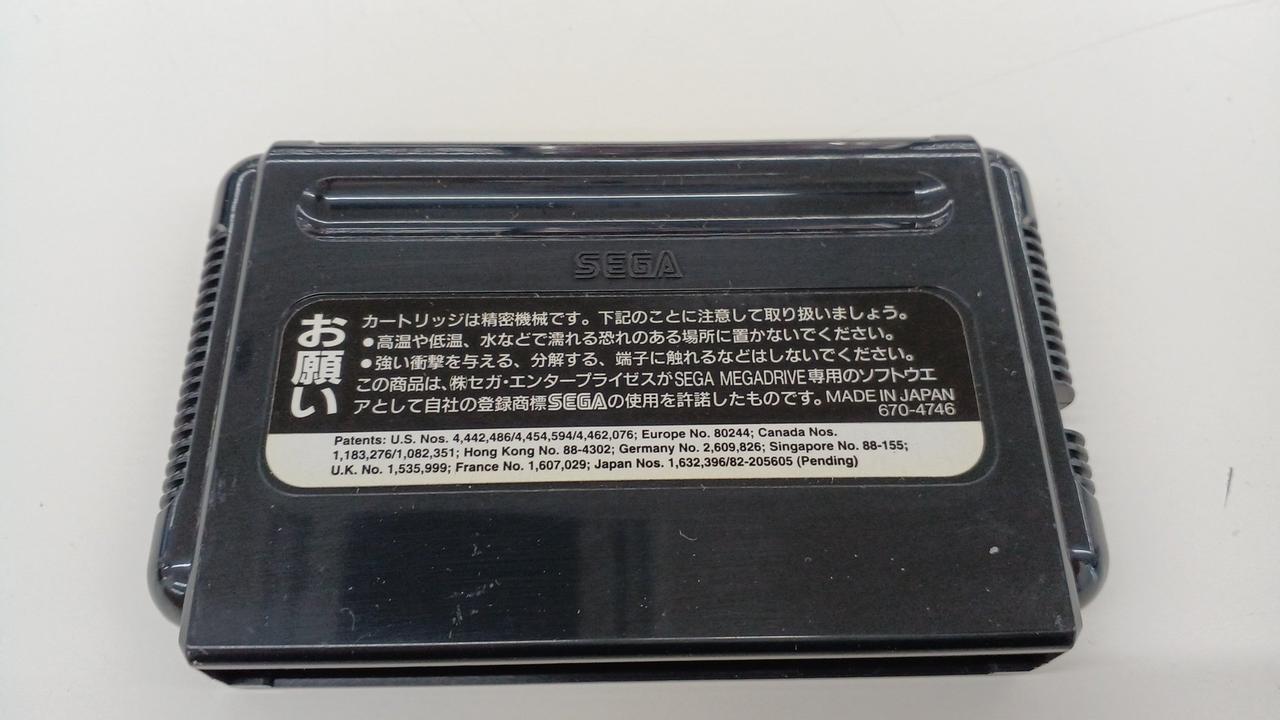 SEGA
お願い
カートリッジは精密機械です。下記のことに注意して取り扱いましょう。
●高温や低温、水などで濡れる恐れのある場所に置かないでください。
●強い衝撃を与える、分解する、端子に触れるなどはしないでください。
この商品は、㈱セガ・エンタープライゼスがSEGA MEGADRIVE専用のソフトウエ
アとして自社の登録商標SEGAの使用を許諾したものです。MADE IN JAPAN
670-4746
Patents: U.S. Nos. 4,442,486/4,454,594/4,462,076; Europe No. 80244; Canada Nos.
1,183,276/1,082,351; Hong Kong No. 88-4302; Germany No. 2,609,826; Singapore No. 88-155;
U.K. No. 1,535,999; France No. 1,607,029; Japan Nos. 1,632,396/82-205605 (Pending)